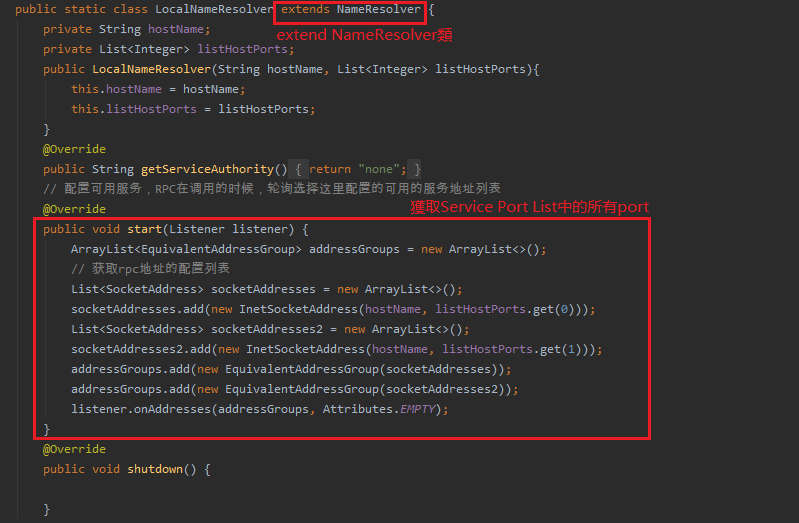 public static class LocalNameResolver extends NameResolver {
extend NameResolver類
private String hostName;
private List<Integer> listHostPorts;
public LocalNameResolver(String hostName, List<Integer> listHostPorts){
this.hostName = hostName;
this.listHostPorts = listHostPorts;
}
@Override
public String getServiceAuthority() { return "none"; }
// 配置可用服务，RPC在调用的时候，轮询选择这里配置的可用的服务地址列表
@Override
獲取Service Port List中的所有port
public void start(Listener listener) {
ArrayList<EquivalentAddressGroup> addressGroups = new ArrayList<>();
// 获取rpc地址的配置列表
List<SocketAddress> socketAddresses = new ArrayList<>();
socketAddresses.add(new InetSocketAddress(hostName, listHostPorts.get(0)));
List<SocketAddress> socketAddresses2 = new ArrayList<>();
socketAddresses2.add(new InetSocketAddress(hostName, listHostPorts.get(1)));
addressGroups.add(new EquivalentAddressGroup(socketAddresses));
addressGroups.add(new EquivalentAddressGroup(socketAddresses2));
listener.onAddresses(addressGroups, Attributes.EMPTY);
}
@Override
public void shutdown() {
}